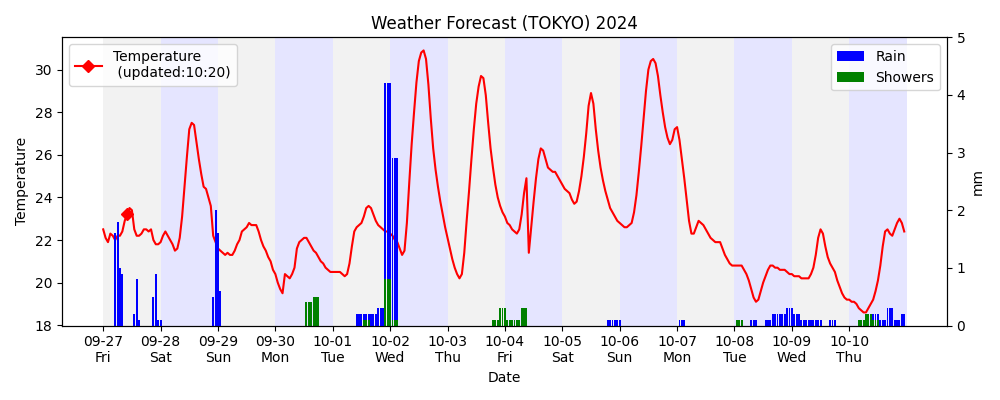 Weather Forecast (TOKYO) 2024
Temperature
(updated:10:20)
Rain
Showers
Temperature
30
28
26
24
22
20
18
5
4
3
2
1
0
mm
09-27 09-28 09-29 09-30 10-01 10-02 10-03 10-04 10-05 10-06 10-07 10-08 10-09 10-10
Fri Sat Sun Mon Tue Wed Thu Fri Sat Sun Mon Tue Wed Thu
Date